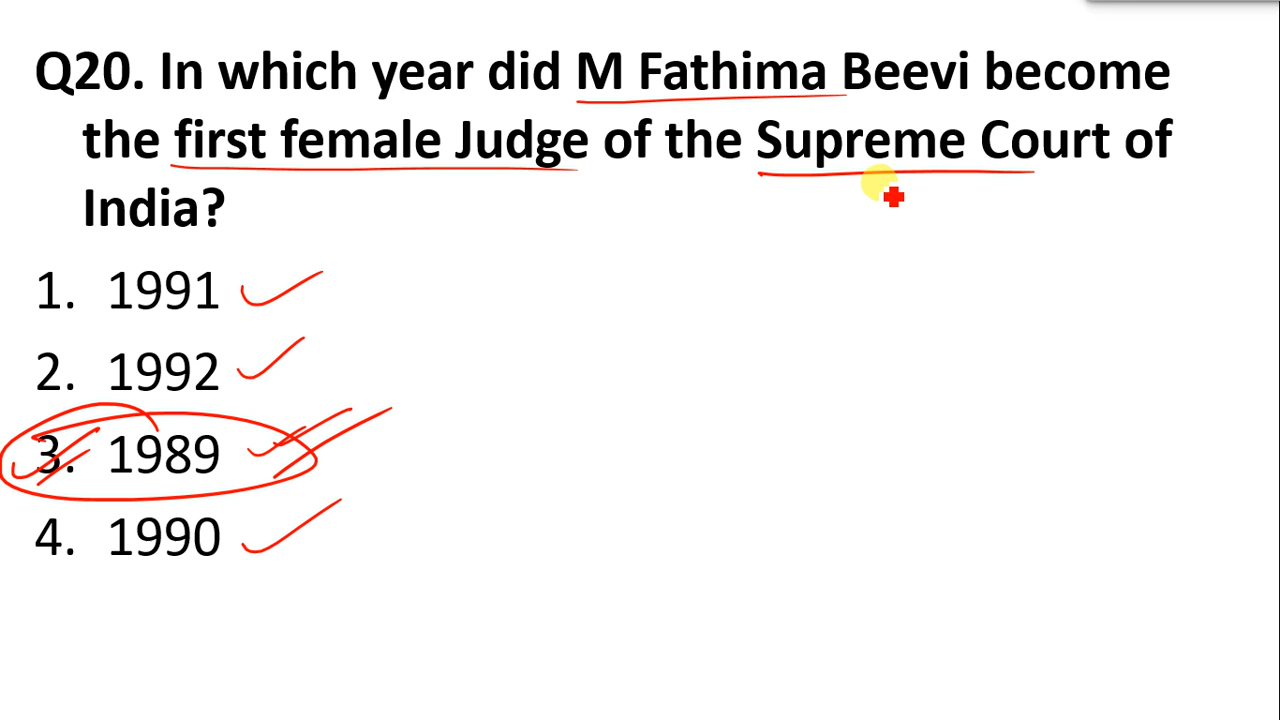 Q20. In which year did M Fathima Beevi become
the first female Judge of the Supreme Court of
India?
1. 1991
2. 1992
3. 1989
4. 1990